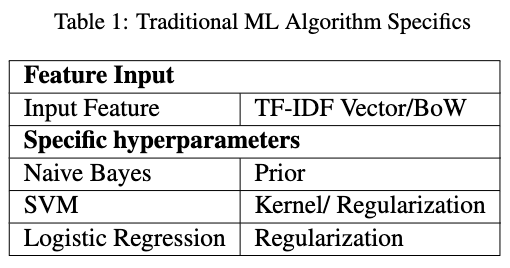 Table 1: Traditional ML Algorithm Specifics
Feature Input
Input Feature TF-IDF Vector/BoW
Specific hyperparameters
Naive Bayes Prior
SVM Kernel/ Regularization
Logistic Regression Regularization